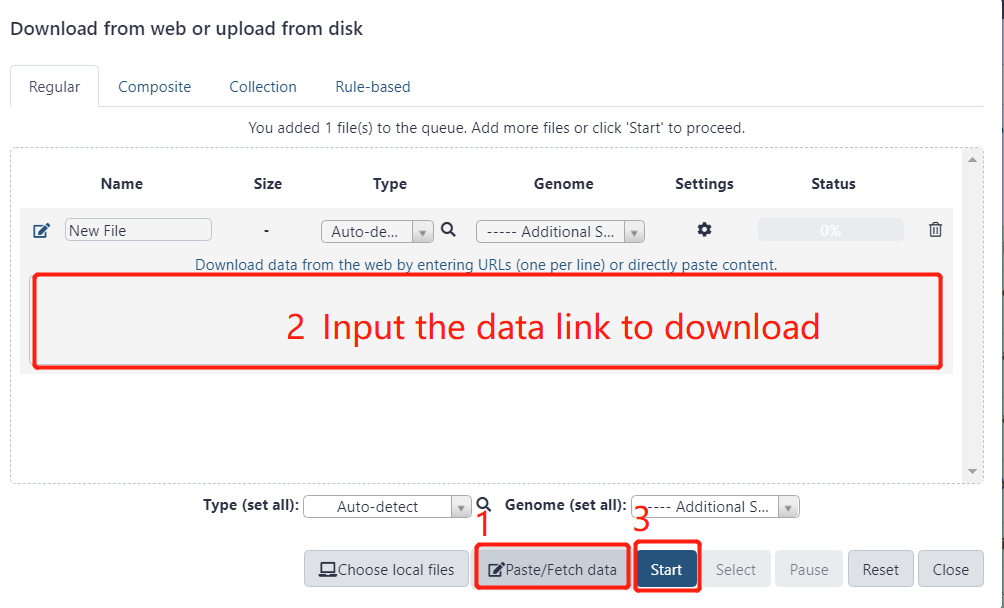 Download from web or upload from disk
Regular Composite Collection Rule-based
You added 1 file(s) to the queue. Add more files or click 'Start' to proceed.
Name Size Type Genome Settings Status
New File - Auto-de... ----- Additional S... 0%
Download data from the web by entering URLs (one per line) or directly paste content.
2 Input the data link to download
Type (set all): Auto-detect Genome (set all): ----- Additional S...
1 3
Choose local files Paste/Fetch data Start Select Pause Reset Close